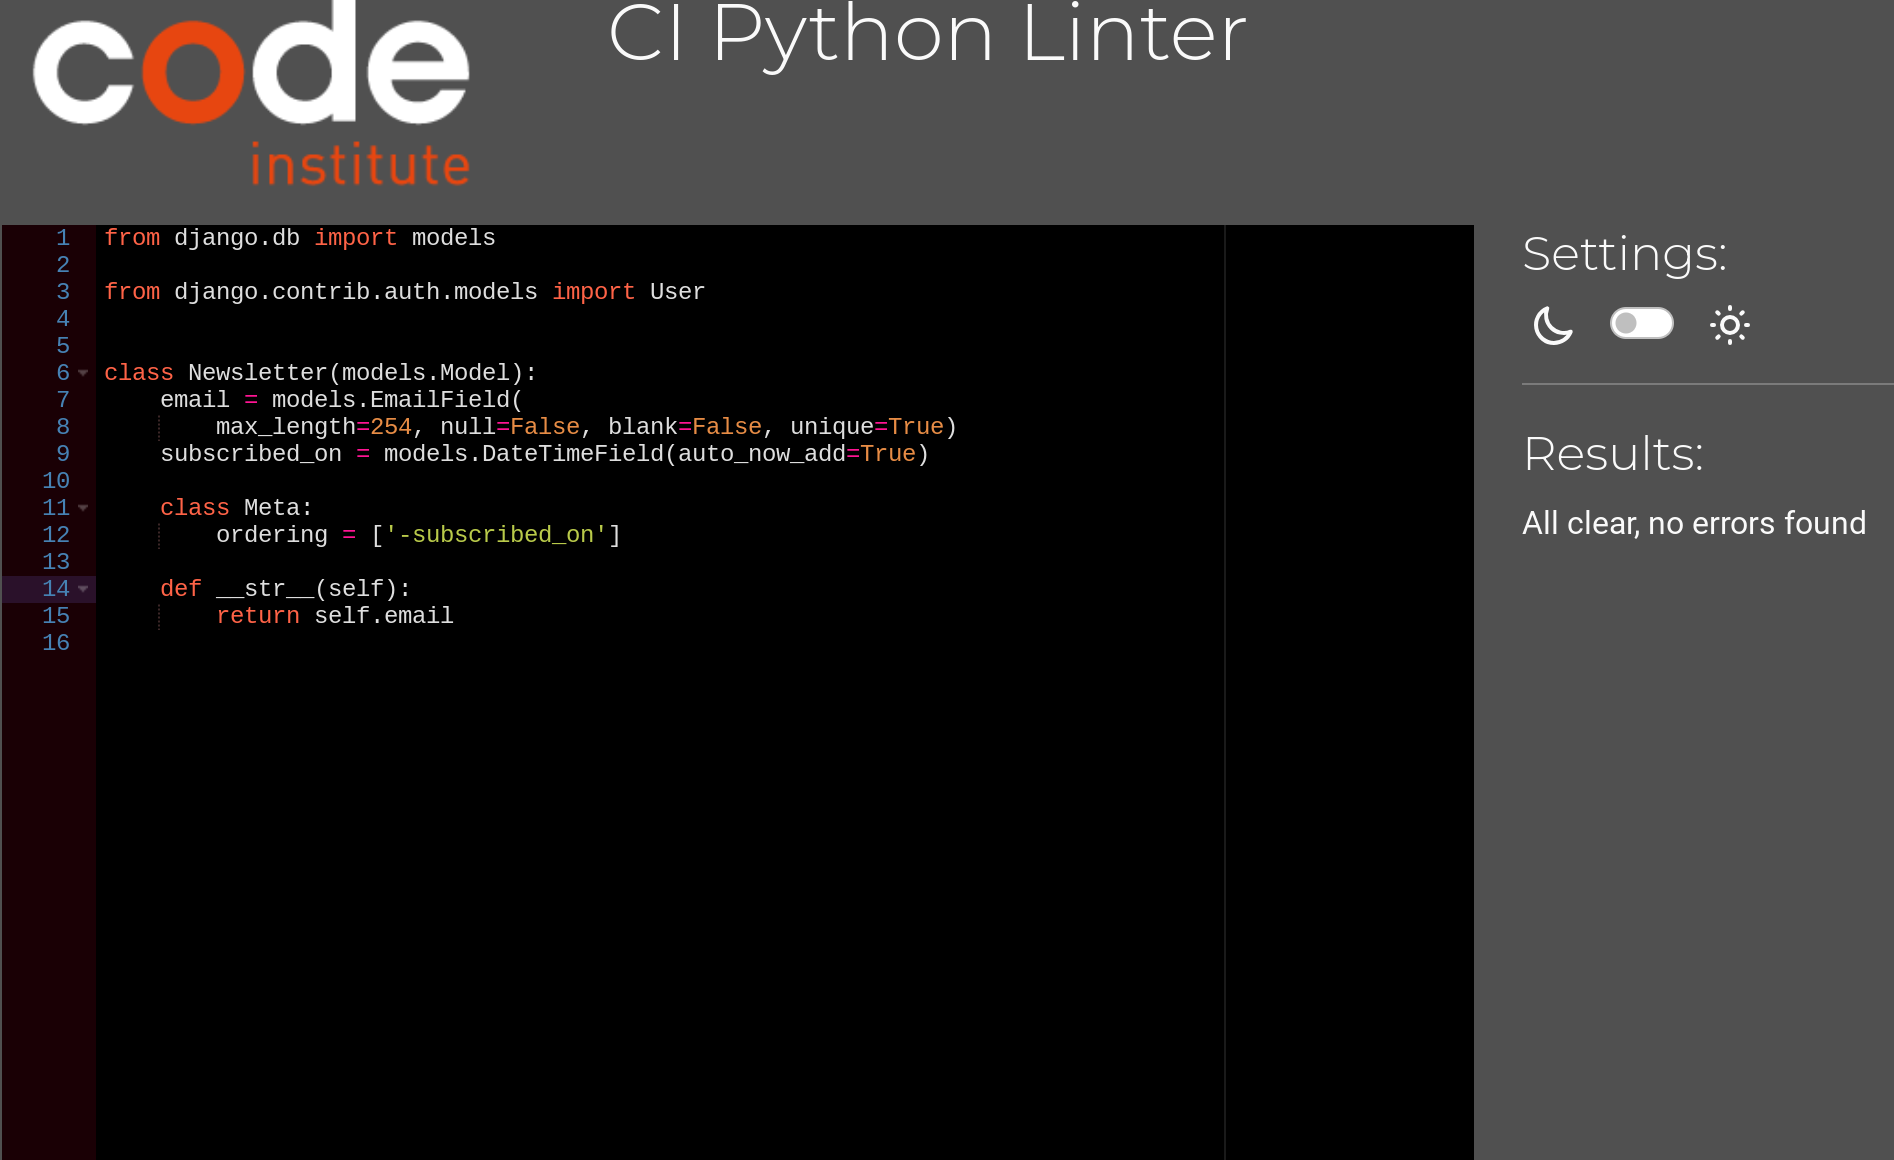 code
institute
CI Python Linter
1 from django.db import models
2
3 from django.contrib.auth.models import User
4
5
6 class Newsletter(models.Model):
7     email = models.EmailField(
8         max_length=254, null=False, blank=False, unique=True)
9     subscribed_on = models.DateTimeField(auto_now_add=True)
10
11     class Meta:
12         ordering = ['-subscribed_on']
13
14     def __str__(self):
15         return self.email
16
Settings:
Results:
All clear, no errors found